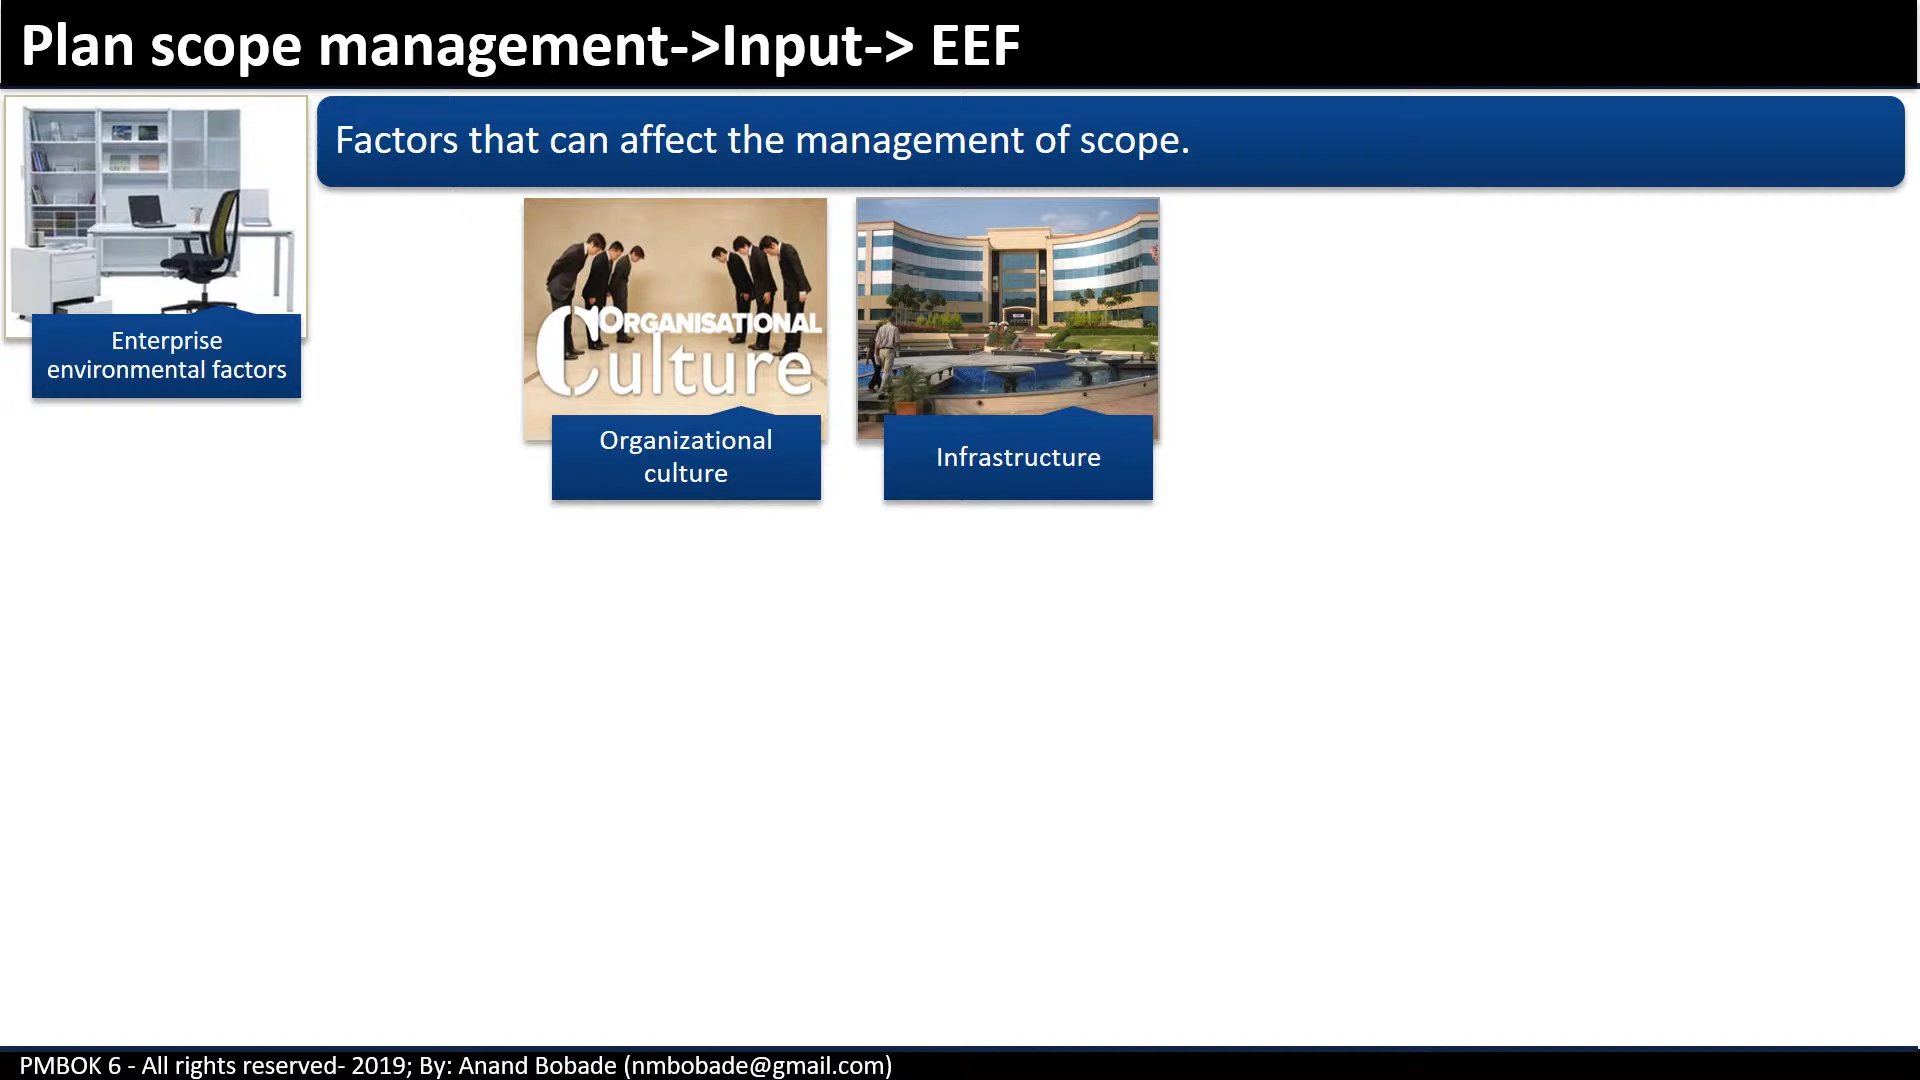 Plan scope management->Input-> EEF
Factors that can affect the management of scope.
Enterprise
environmental factors
ORGANISATIONAL
Culture
Organizational
culture
Infrastructure
PMBOK 6 - All rights reserved- 2019; By: Anand Bobade (nmbobade@gmail.com)